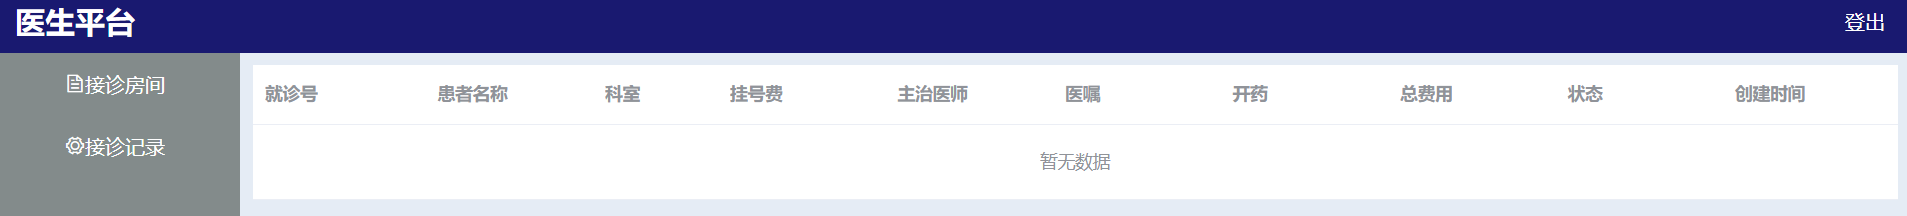 医生平台
登出
接诊房间
接诊记录
就诊号 患者名称 科室 挂号费 主治医师 医嘱 开药 总费用 状态 创建时间
暂无数据